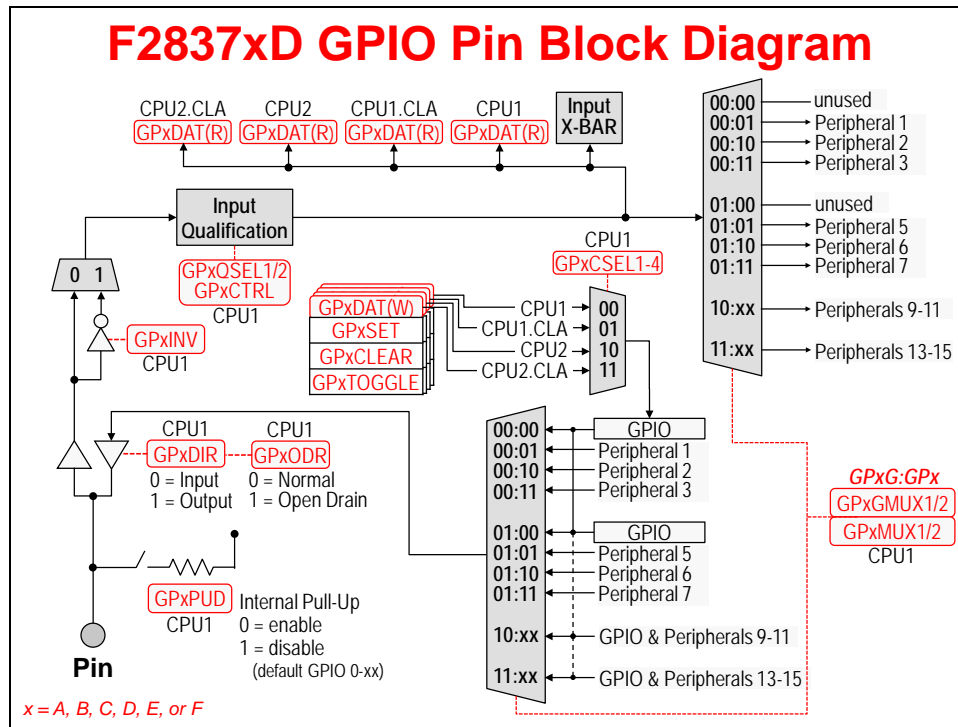 F2837xD GPIO Pin Block Diagram
CPU2.CLA
GPxDAT(R)
CPU2
GPxDAT(R)
CPU1.CLA
GPxDAT(R)
CPU1
GPxDAT(R)
Input
X-BAR
00:00
00:01
00:10
00:11
01:00
01:01
01:10
01:11
10:xx
11:xx
unused
Peripheral 1
Peripheral 2
Peripheral 3
unused
Peripheral 5
Peripheral 6
Peripheral 7
Peripherals 9-11
Peripherals 13-15
Input
Qualification
GPxQSEL1/2
GPxCTRL
CPU1
0 1
GPxINV
CPU1
CPU1
GPxCSEL1-4
GPxDAT(W)
GPxSET
GPxCLEAR
GPxTOGGLE
CPU1
CPU1.CLA
CPU2
CPU2.CLA
00
01
10
11
CPU1
GPxDIR
0 = Input
1 = Output
CPU1
GPxODR
0 = Normal
1 = Open Drain
00:00
00:01
00:10
00:11
01:00
01:01
01:10
01:11
10:xx
11:xx
GPIO
Peripheral 1
Peripheral 2
Peripheral 3
GPIO
Peripheral 5
Peripheral 6
Peripheral 7
GPIO & Peripherals 9-11
GPIO & Peripherals 13-15
GPxG:GPx
GPxGMUX1/2
GPxMUX1/2
CPU1
GPxPUD
CPU1
Internal Pull-Up
0 = enable
1 = disable
(default GPIO 0-xx)
Pin
x = A, B, C, D, E, or F